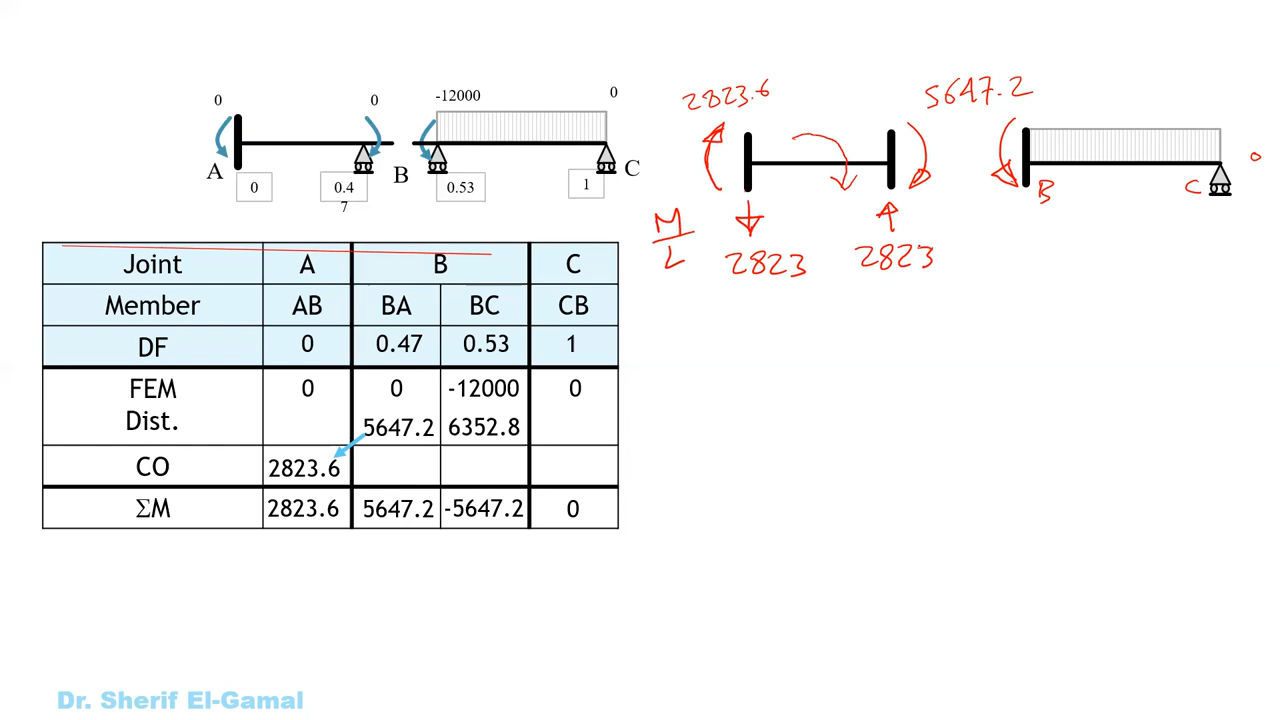 0
0
-12000
0
A
B
C
0
0.4
7
0.53
1
2823.6
5647.2
M
L
2823
2823
B
C
0
Joint A B C
Member AB BA BC CB
DF 0 0.47 0.53 1
FEM 0 0 -12000 0
Dist. 5647.2 6352.8
CO 2823.6
ΣM 2823.6 5647.2 -5647.2 0
Dr. Sherif El-Gamal